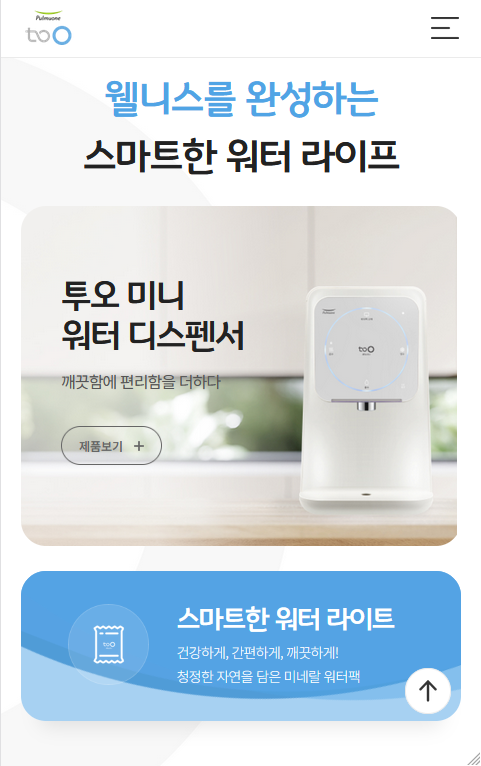 Pulmuone
too
웰니스를 완성하는
스마트한 워터 라이프
투오 미니
워터 디스펜서
깨끗함에 편리함을 더하다
제품보기 +
Pulmuone
too
too
스마트한 워터 라이트
건강하게, 간편하게, 깨끗하게!
청정한 자연을 담은 미네랄 워터팩